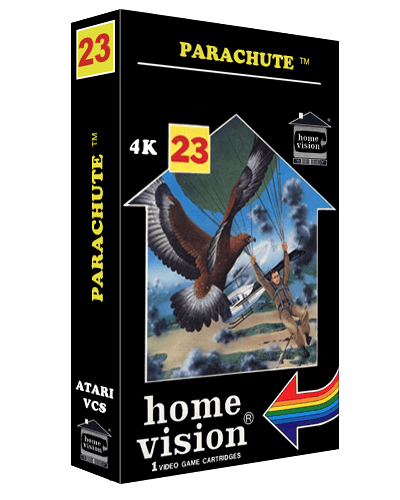 23
PARACHUTE ™
ATARI
VCS
home
vision
PARACHUTE ™
4K
23
home
vision
home
vision®
1 VIDEO GAME CARTRIDGES